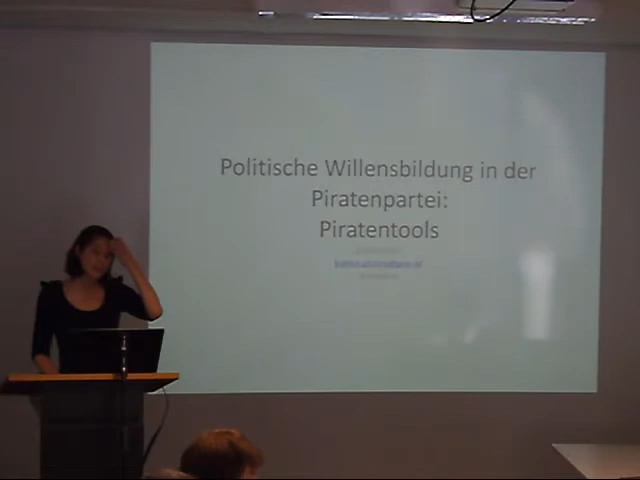 Politische Willensbildung in der
Piratenpartei:
Piratentools